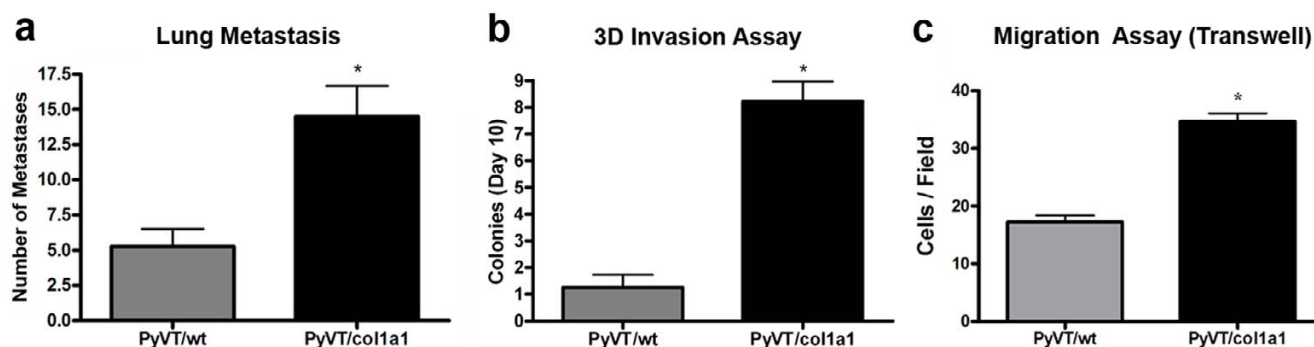 a
Lung Metastasis
Number of Metastases
17.5
15.0
12.5
10.0
7.5
5.0
2.5
0.0
*
PyVT/wt
PyVT/col1a1
b
3D Invasion Assay
Colonies (Day 10)
9
8
7
6
5
4
3
2
1
0
*
PyVT/wt
PyVT/col1a1
c
Migration Assay (Transwell)
Cells / Field
40
30
20
10
0
*
PyVT/wt
PyVT/col1a1